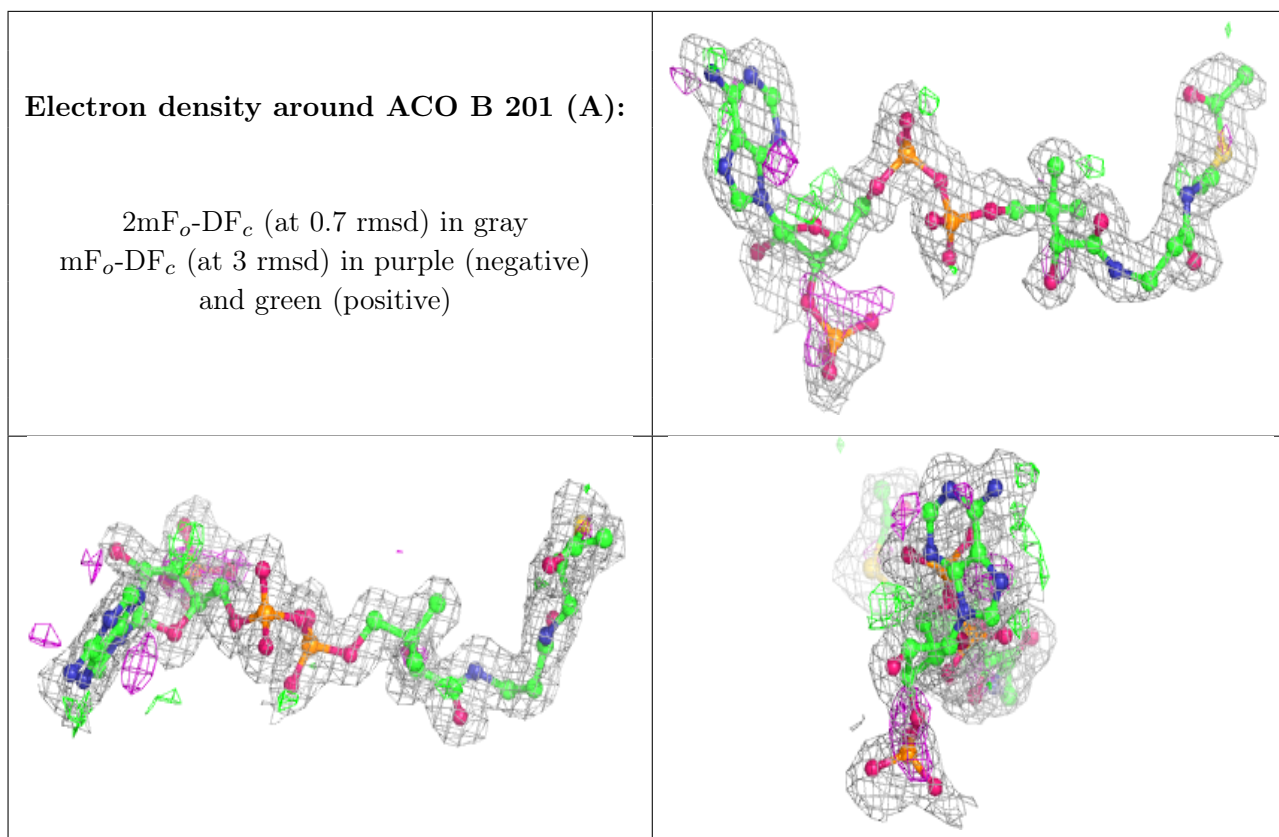 Electron density around ACO B 201 (A):
2mFₒ-DF𝒸 (at 0.7 rmsd) in gray
mFₒ-DF𝒸 (at 3 rmsd) in purple (negative)
and green (positive)